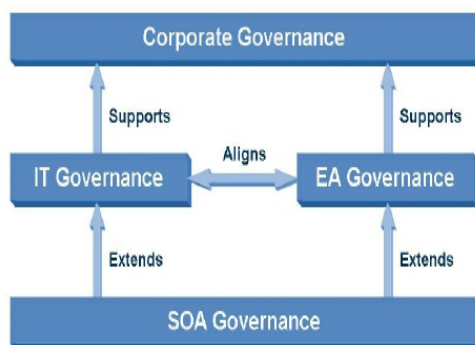 Corporate Governance
Supports
Supports
Aligns
IT Governance
EA Governance
Extends
Extends
SOA Governance